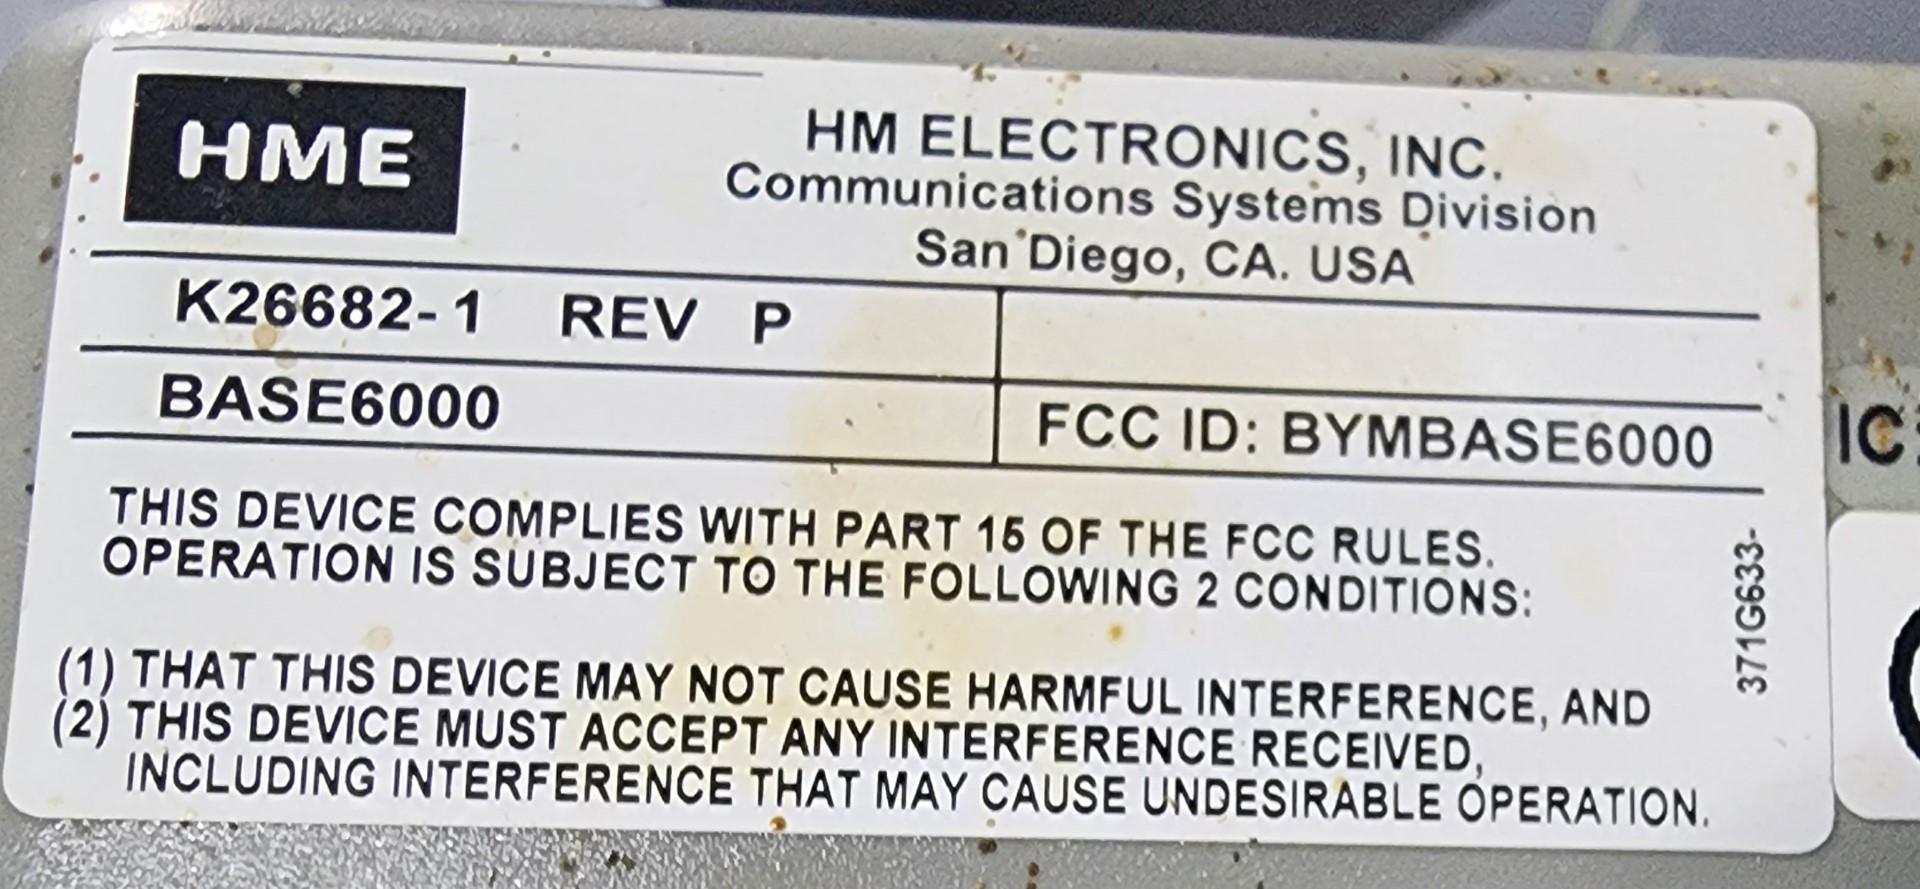 HME
HM ELECTRONICS, INC.
Communications Systems Division
San Diego, CA. USA
K26682-1 REV P
BASE6000
FCC ID: BYMBASE6000
IC:
THIS DEVICE COMPLIES WITH PART 15 OF THE FCC RULES.
OPERATION IS SUBJECT TO THE FOLLOWING 2 CONDITIONS:
(1) THAT THIS DEVICE MAY NOT CAUSE HARMFUL INTERFERENCE, AND
(2) THIS DEVICE MUST ACCEPT ANY INTERFERENCE RECEIVED,
INCLUDING INTERFERENCE THAT MAY CAUSE UNDESIRABLE OPERATION.
371G633-